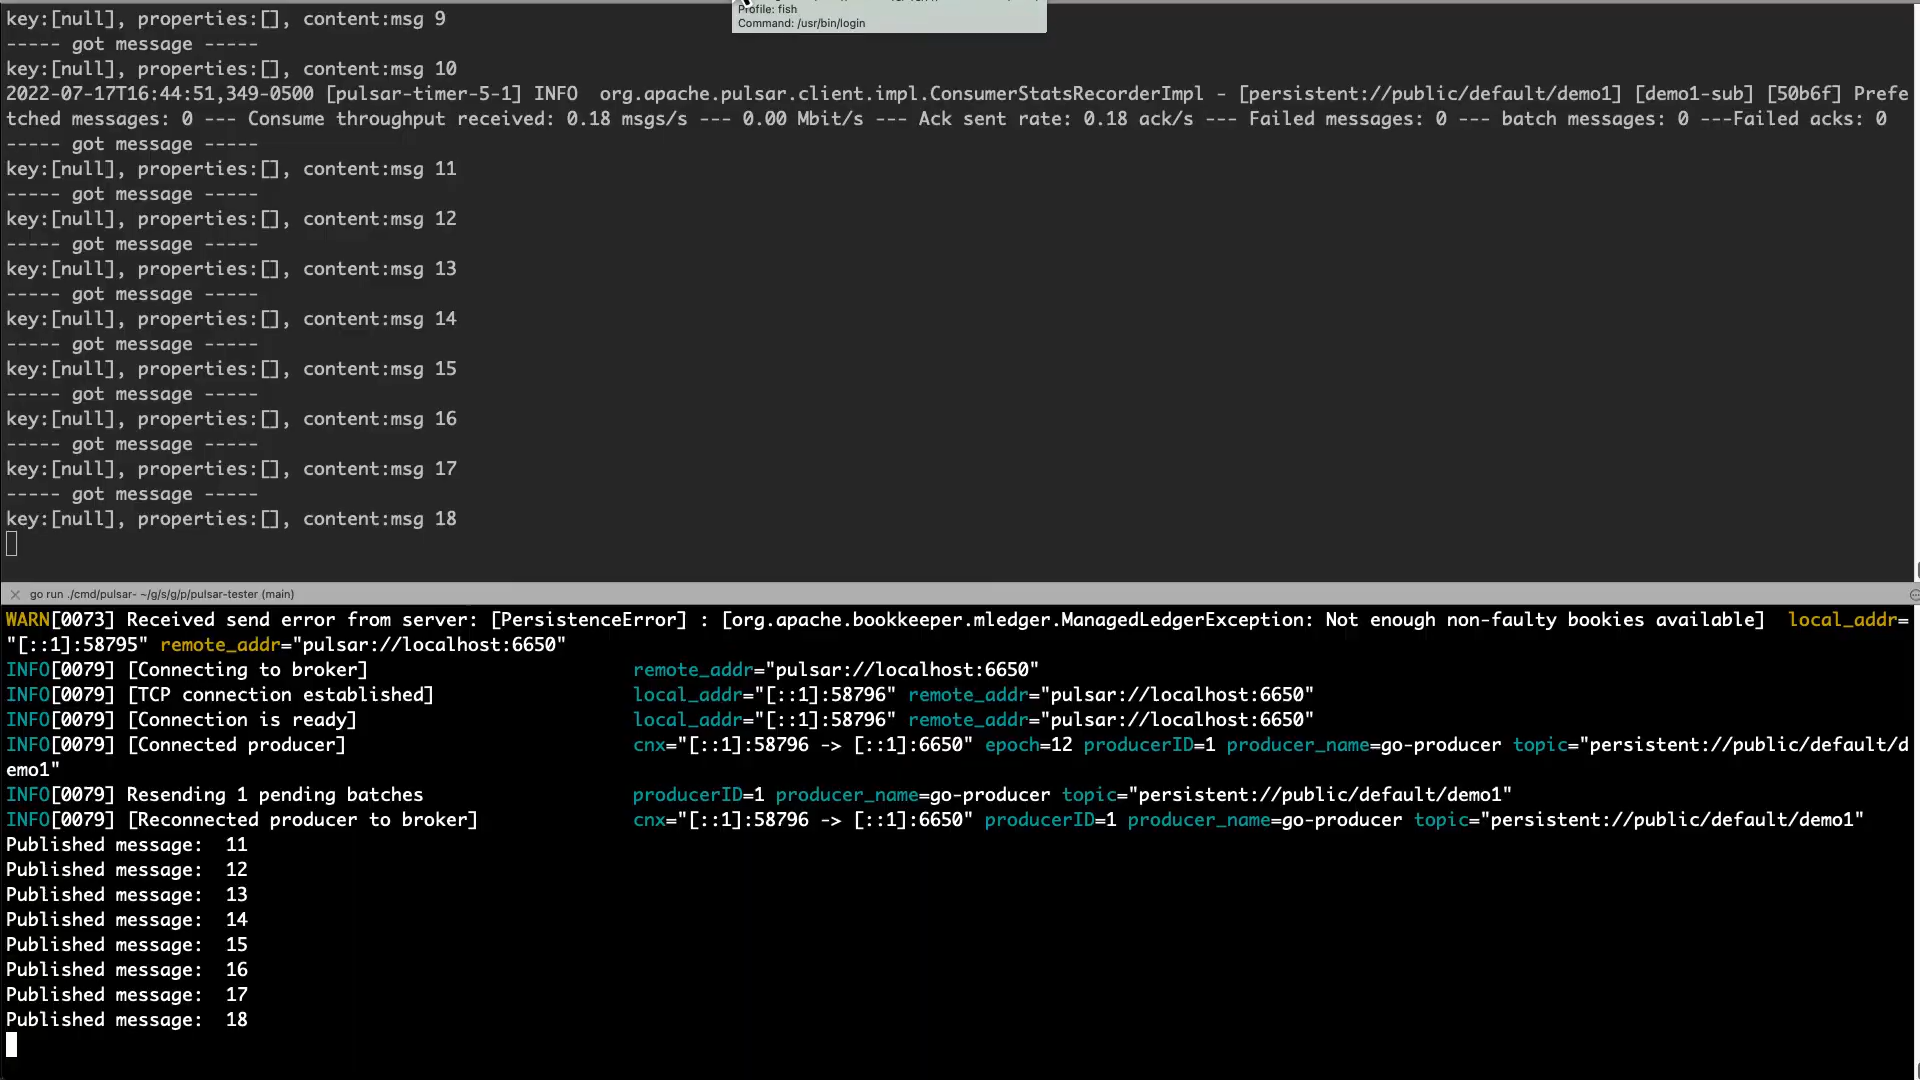 key:[null], properties:[], content:msg 9
Profile: fish
Command: /usr/bin/login
----- got message -----
key:[null], properties:[], content:msg 10
2022-07-17T16:44:51,349-0500 [pulsar-timer-5-1] INFO  org.apache.pulsar.client.impl.ConsumerStatsRecorderImpl - [persistent://public/default/demo1] [demo1-sub] [50b6f] Prefe
tched messages: 0 --- Consume throughput received: 0.18 msgs/s --- 0.00 Mbit/s --- Ack sent rate: 0.18 ack/s --- Failed messages: 0 --- batch messages: 0 ---Failed acks: 0
----- got message -----
key:[null], properties:[], content:msg 11
----- got message -----
key:[null], properties:[], content:msg 12
----- got message -----
key:[null], properties:[], content:msg 13
----- got message -----
key:[null], properties:[], content:msg 14
----- got message -----
key:[null], properties:[], content:msg 15
----- got message -----
key:[null], properties:[], content:msg 16
----- got message -----
key:[null], properties:[], content:msg 17
----- got message -----
key:[null], properties:[], content:msg 18
go run ./cmd/pulsar- ~/g/s/g/p/pulsar-tester (main)
WARN[0073] Received send error from server: [PersistenceError] : [org.apache.bookkeeper.mledger.ManagedLedgerException: Not enough non-faulty bookies available]  local_addr=
"[::1]:58795" remote_addr="pulsar://localhost:6650"
INFO[0079] [Connecting to broker]                        remote_addr="pulsar://localhost:6650"
INFO[0079] [TCP connection established]                  local_addr="[::1]:58796" remote_addr="pulsar://localhost:6650"
INFO[0079] [Connection is ready]                         local_addr="[::1]:58796" remote_addr="pulsar://localhost:6650"
INFO[0079] [Connected producer]                          cnx="[::1]:58796 -> [::1]:6650" epoch=12 producerID=1 producer_name=go-producer topic="persistent://public/default/d
emo1"
INFO[0079] Resending 1 pending batches                   producerID=1 producer_name=go-producer topic="persistent://public/default/demo1"
INFO[0079] [Reconnected producer to broker]              cnx="[::1]:58796 -> [::1]:6650" producerID=1 producer_name=go-producer topic="persistent://public/default/demo1"
Published message:  11
Published message:  12
Published message:  13
Published message:  14
Published message:  15
Published message:  16
Published message:  17
Published message:  18